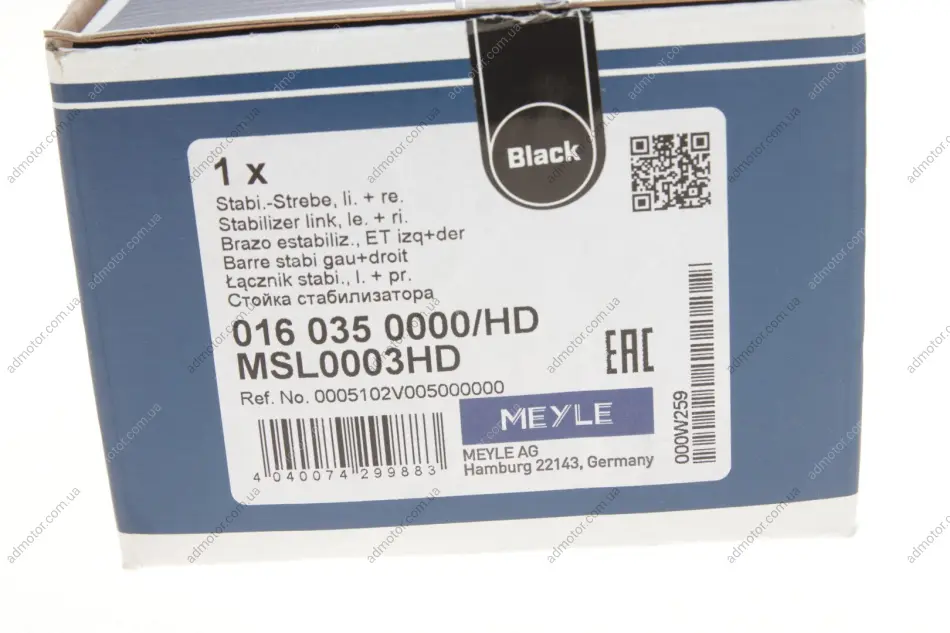 Black
1 x
Stabi.-Strebe, li. + re.
Stabilizer link, le. + ri.
Brazo estabiliz., ET izq+der
Barre stabi gau+droit
Łącznik stabi., l. + pr.
Стойка стабилизатора
016 035 0000/HD
MSL0003HD
EAC
Ref. No. 0005102V005000000
MEYLE
MEYLE AG
Hamburg 22143, Germany
4 040074 299883
000W259
admotor.com.ua